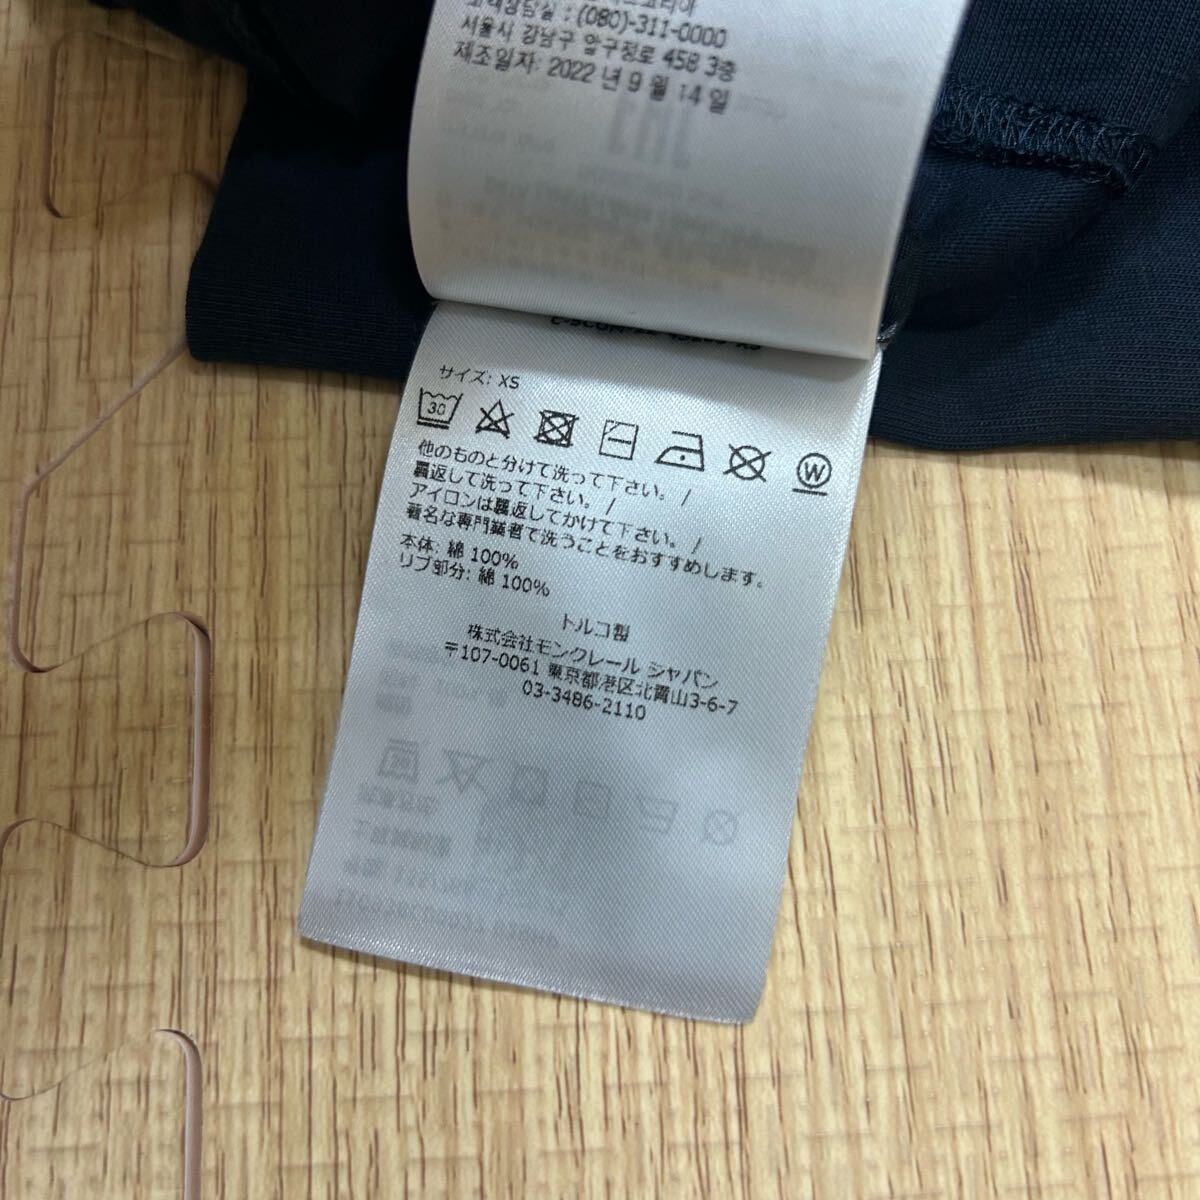 고객상담실 : (080)-311-0000
서울시 강남구 압구정로 458 3층
제조일자: 2022 년 9 월 14 일
サイズ: XS
30
W
他のものと分けて洗って下さい。 /
裏返して洗って下さい。 /
アイロンは裏返してかけて下さい。 /
著名な専門業者で洗うことをおすすめします。
本体: 綿 100%
リブ部分: 綿 100%
トルコ製
株式会社モンクレール ジャパン
〒107-0061 東京都港区北青山3-6-7
03-3486-2110